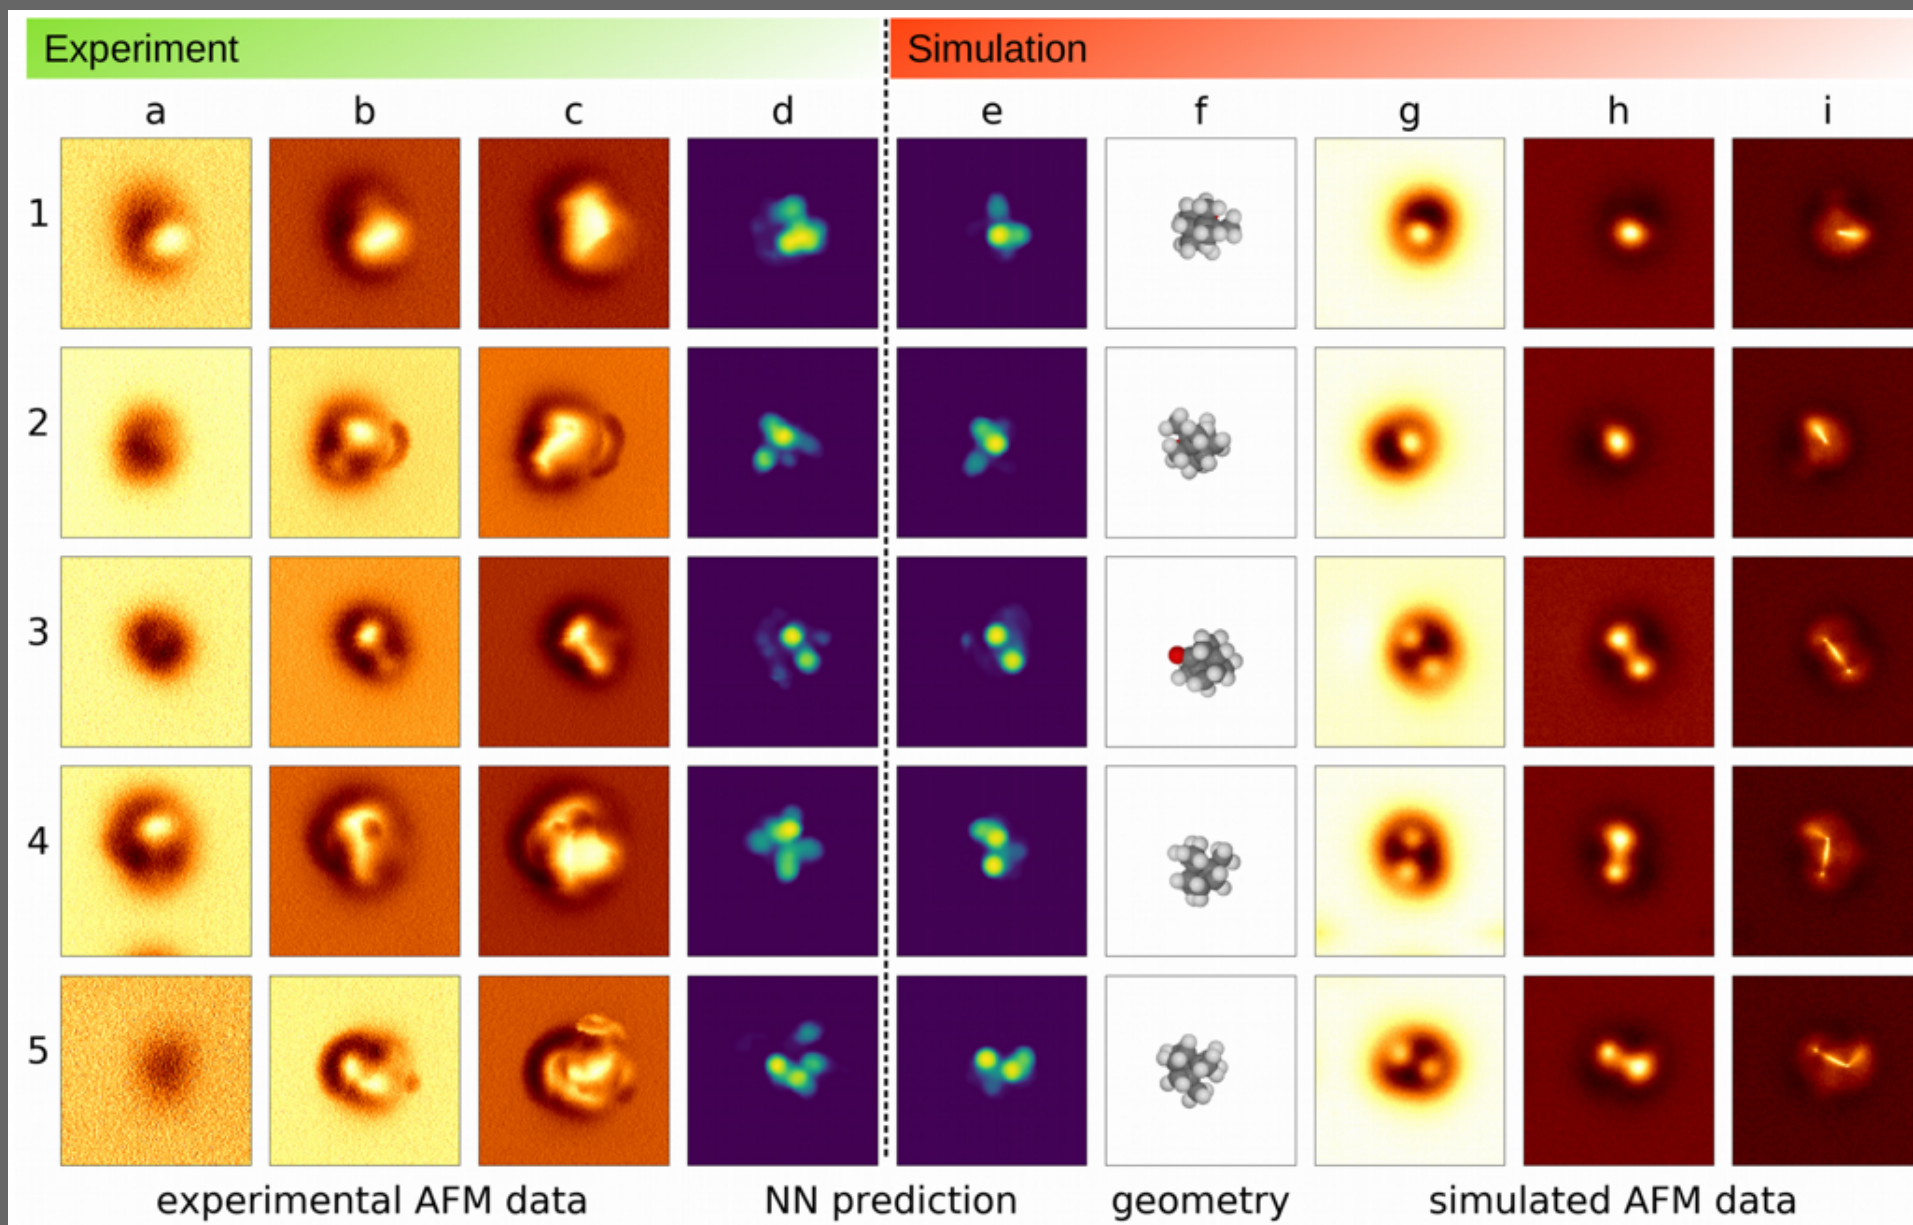 Experiment Simulation
a b c d e f g h i
1
2
3
4
5
experimental AFM data NN prediction geometry simulated AFM data